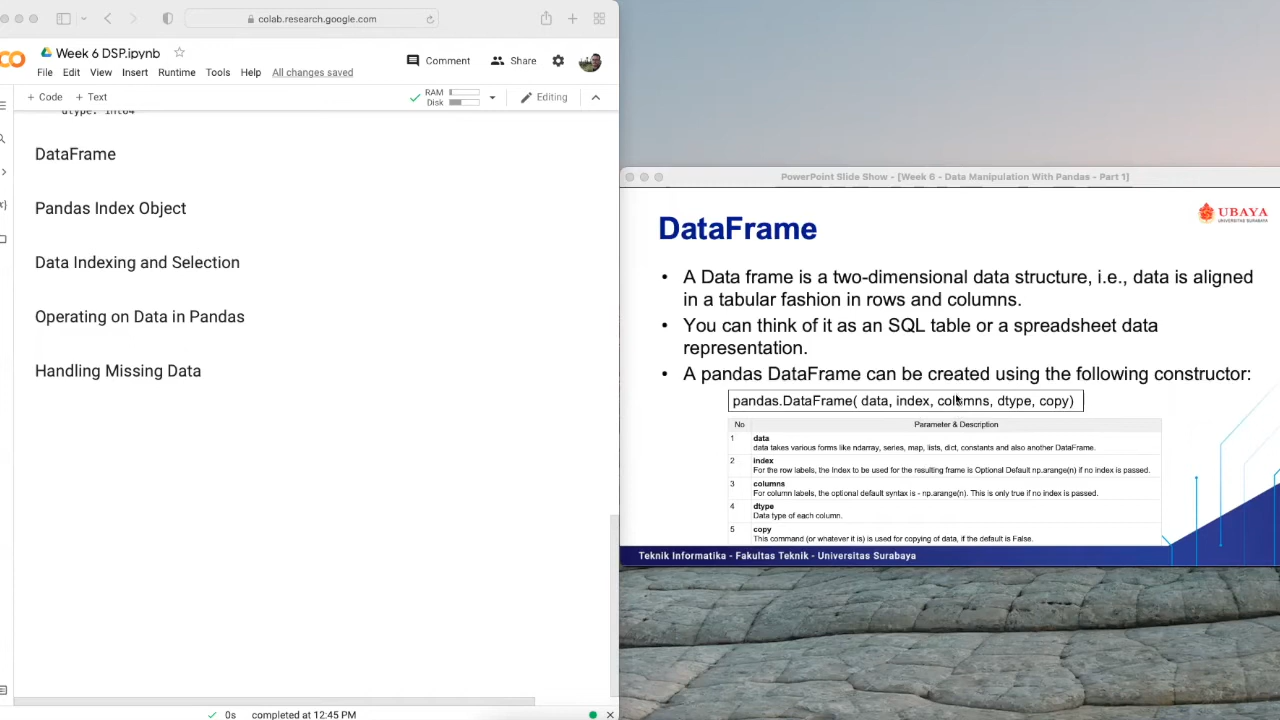 colab.research.google.com
Week 6 DSP.ipynb
Comment
Share
File Edit View Insert Runtime Tools Help All changes saved
+ Code + Text
RAM
Disk
Editing
dtype: int64
DataFrame
Pandas Index Object
Data Indexing and Selection
Operating on Data in Pandas
Handling Missing Data
0s completed at 12:45 PM
PowerPoint Slide Show - [Week 6 - Data Manipulation With Pandas - Part 1]
UBAYA
UNIVERSITAS SURABAYA
DataFrame
• A Data frame is a two-dimensional data structure, i.e., data is aligned
in a tabular fashion in rows and columns.
• You can think of it as an SQL table or a spreadsheet data
representation.
• A pandas DataFrame can be created using the following constructor:
pandas.DataFrame( data, index, columns, dtype, copy)
No Parameter & Description
1 data
data takes various forms like ndarray, series, map, lists, dict, constants and also another DataFrame.
2 index
For the row labels, the Index to be used for the resulting frame is Optional Default np.arange(n) if no index is passed.
3 columns
For column labels, the optional default syntax is - np.arange(n). This is only true if no index is passed.
4 dtype
Data type of each column.
5 copy
This command (or whatever it is) is used for copying of data, if the default is False.
Teknik Informatika - Fakultas Teknik - Universitas Surabaya